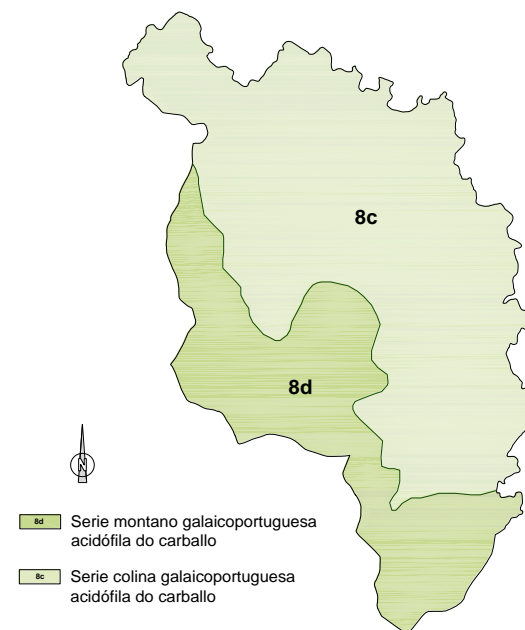 8c
8d
N
8d Serie montano galaicoportuguesa
acidófila do carballo
8c Serie colina galaicoportuguesa
acidófila do carballo